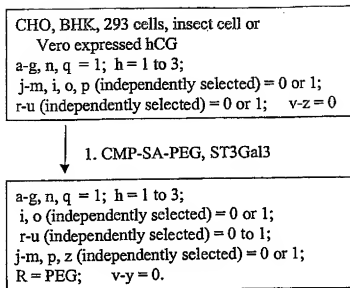 CHO, BHK, 293 cells, insect cell or
Vero expressed hCG
a-g, n, q = 1; h = 1 to 3;
j-m, i, o, p (independently selected) = 0 or 1;
r-u (independently selected) = 0 or 1; v-z = 0
1. CMP-SA-PEG, ST3Gal3
a-g, n, q = 1; h = 1 to 3;
i, o (independently selected) = 0 or 1;
r-u (independently selected) = 0 to 1;
j-m, p, z (independently selected) = 0 or 1;
R = PEG; v-y = 0.